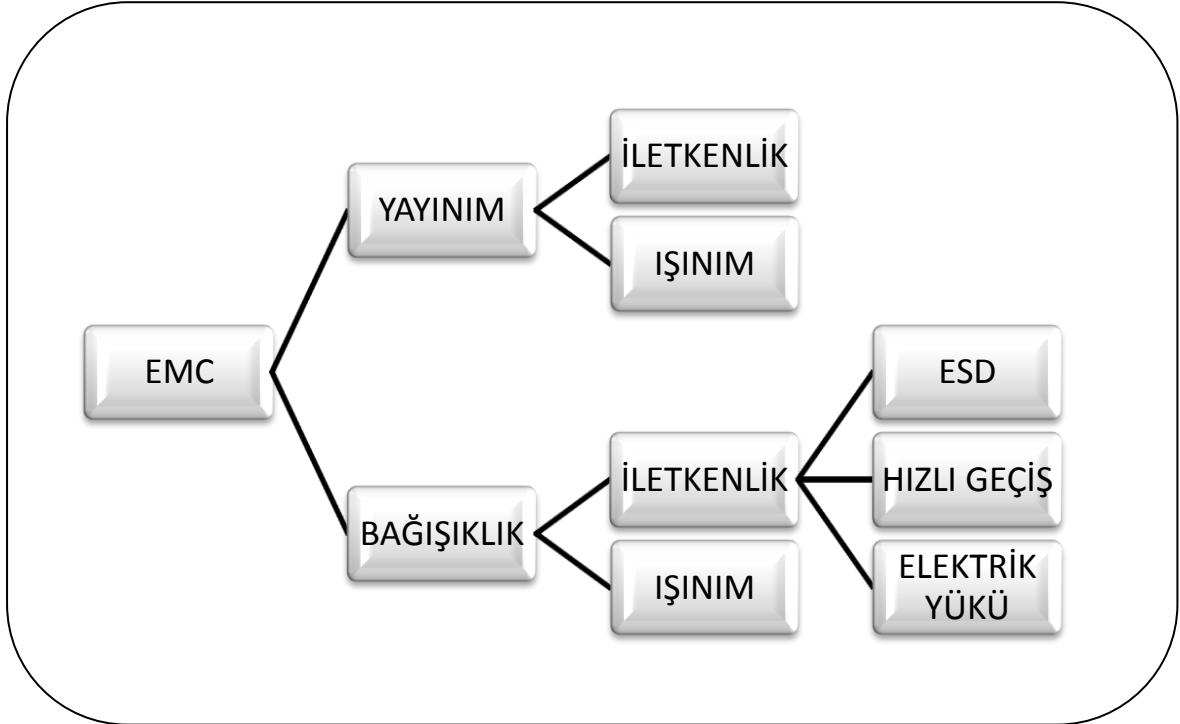 İLETKENLİK
YAYINIM
IŞINIM
EMC
ESD
İLETKENLİK
HIZLI GEÇİŞ
BAĞIŞIKLIK
IŞINIM
ELEKTRİK
YÜKÜ